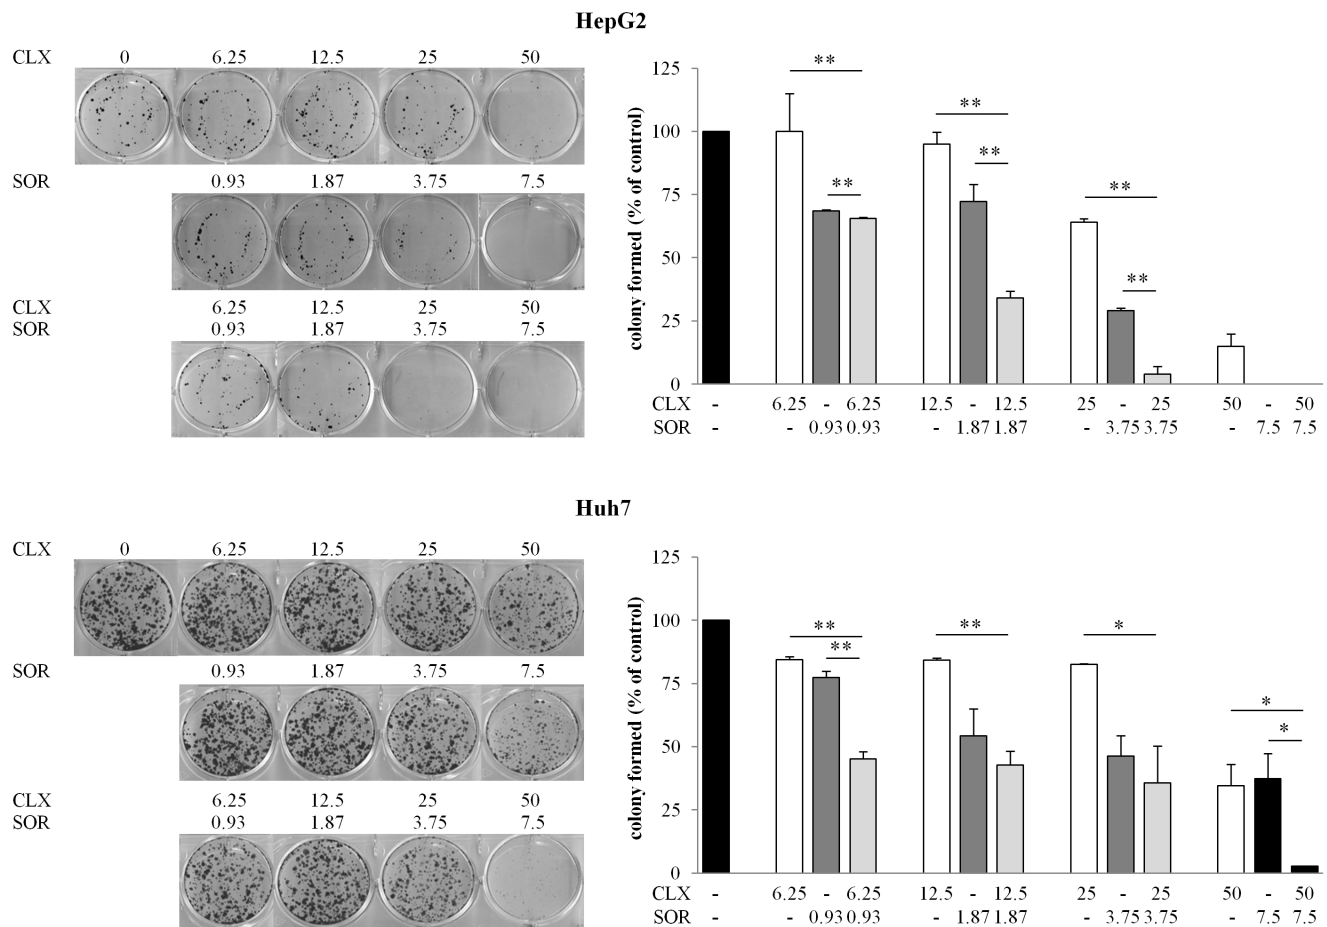 HepG2
CLX 0 6.25 12.5 25 50
SOR 0.93 1.87 3.75 7.5
CLX 6.25 12.5 25 50
SOR 0.93 1.87 3.75 7.5
colony formed (% of control)
125
100
75
50
25
0
** ** ** ** ** **
CLX - 6.25 - 6.25 12.5 - 12.5 25 - 25 50 - 50
SOR - - 0.93 0.93 - 1.87 1.87 - 3.75 3.75 - 7.5 7.5
Huh7
CLX 0 6.25 12.5 25 50
SOR 0.93 1.87 3.75 7.5
CLX 6.25 12.5 25 50
SOR 0.93 1.87 3.75 7.5
colony formed (% of control)
125
100
75
50
25
0
** ** ** * * *
CLX - 6.25 - 6.25 12.5 - 12.5 25 - 25 50 - 50
SOR - - 0.93 0.93 - 1.87 1.87 - 3.75 3.75 - 7.5 7.5